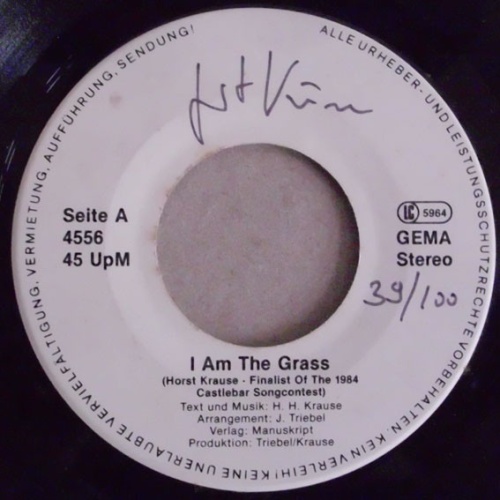 ALLE URHEBER- UND LEISTUNGSSCHUTZRECHTE VORBEHALTEN. KEIN VERLEIH! KEINE UNERLAUBTE VERVIELFÄLTIGUNG, VERMIETUNG, AUFFÜHRUNG, SENDUNG!
Seite A
4556
45 UpM
LC 5964
GEMA
Stereo
39/100
I Am The Grass
(Horst Krause - Finalist Of The 1984
Castlebar Songcontest)
Text und Musik: H. H. Krause
Arrangement: J. Triebel
Verlag: Manuskript
Produktion: Triebel/Krause